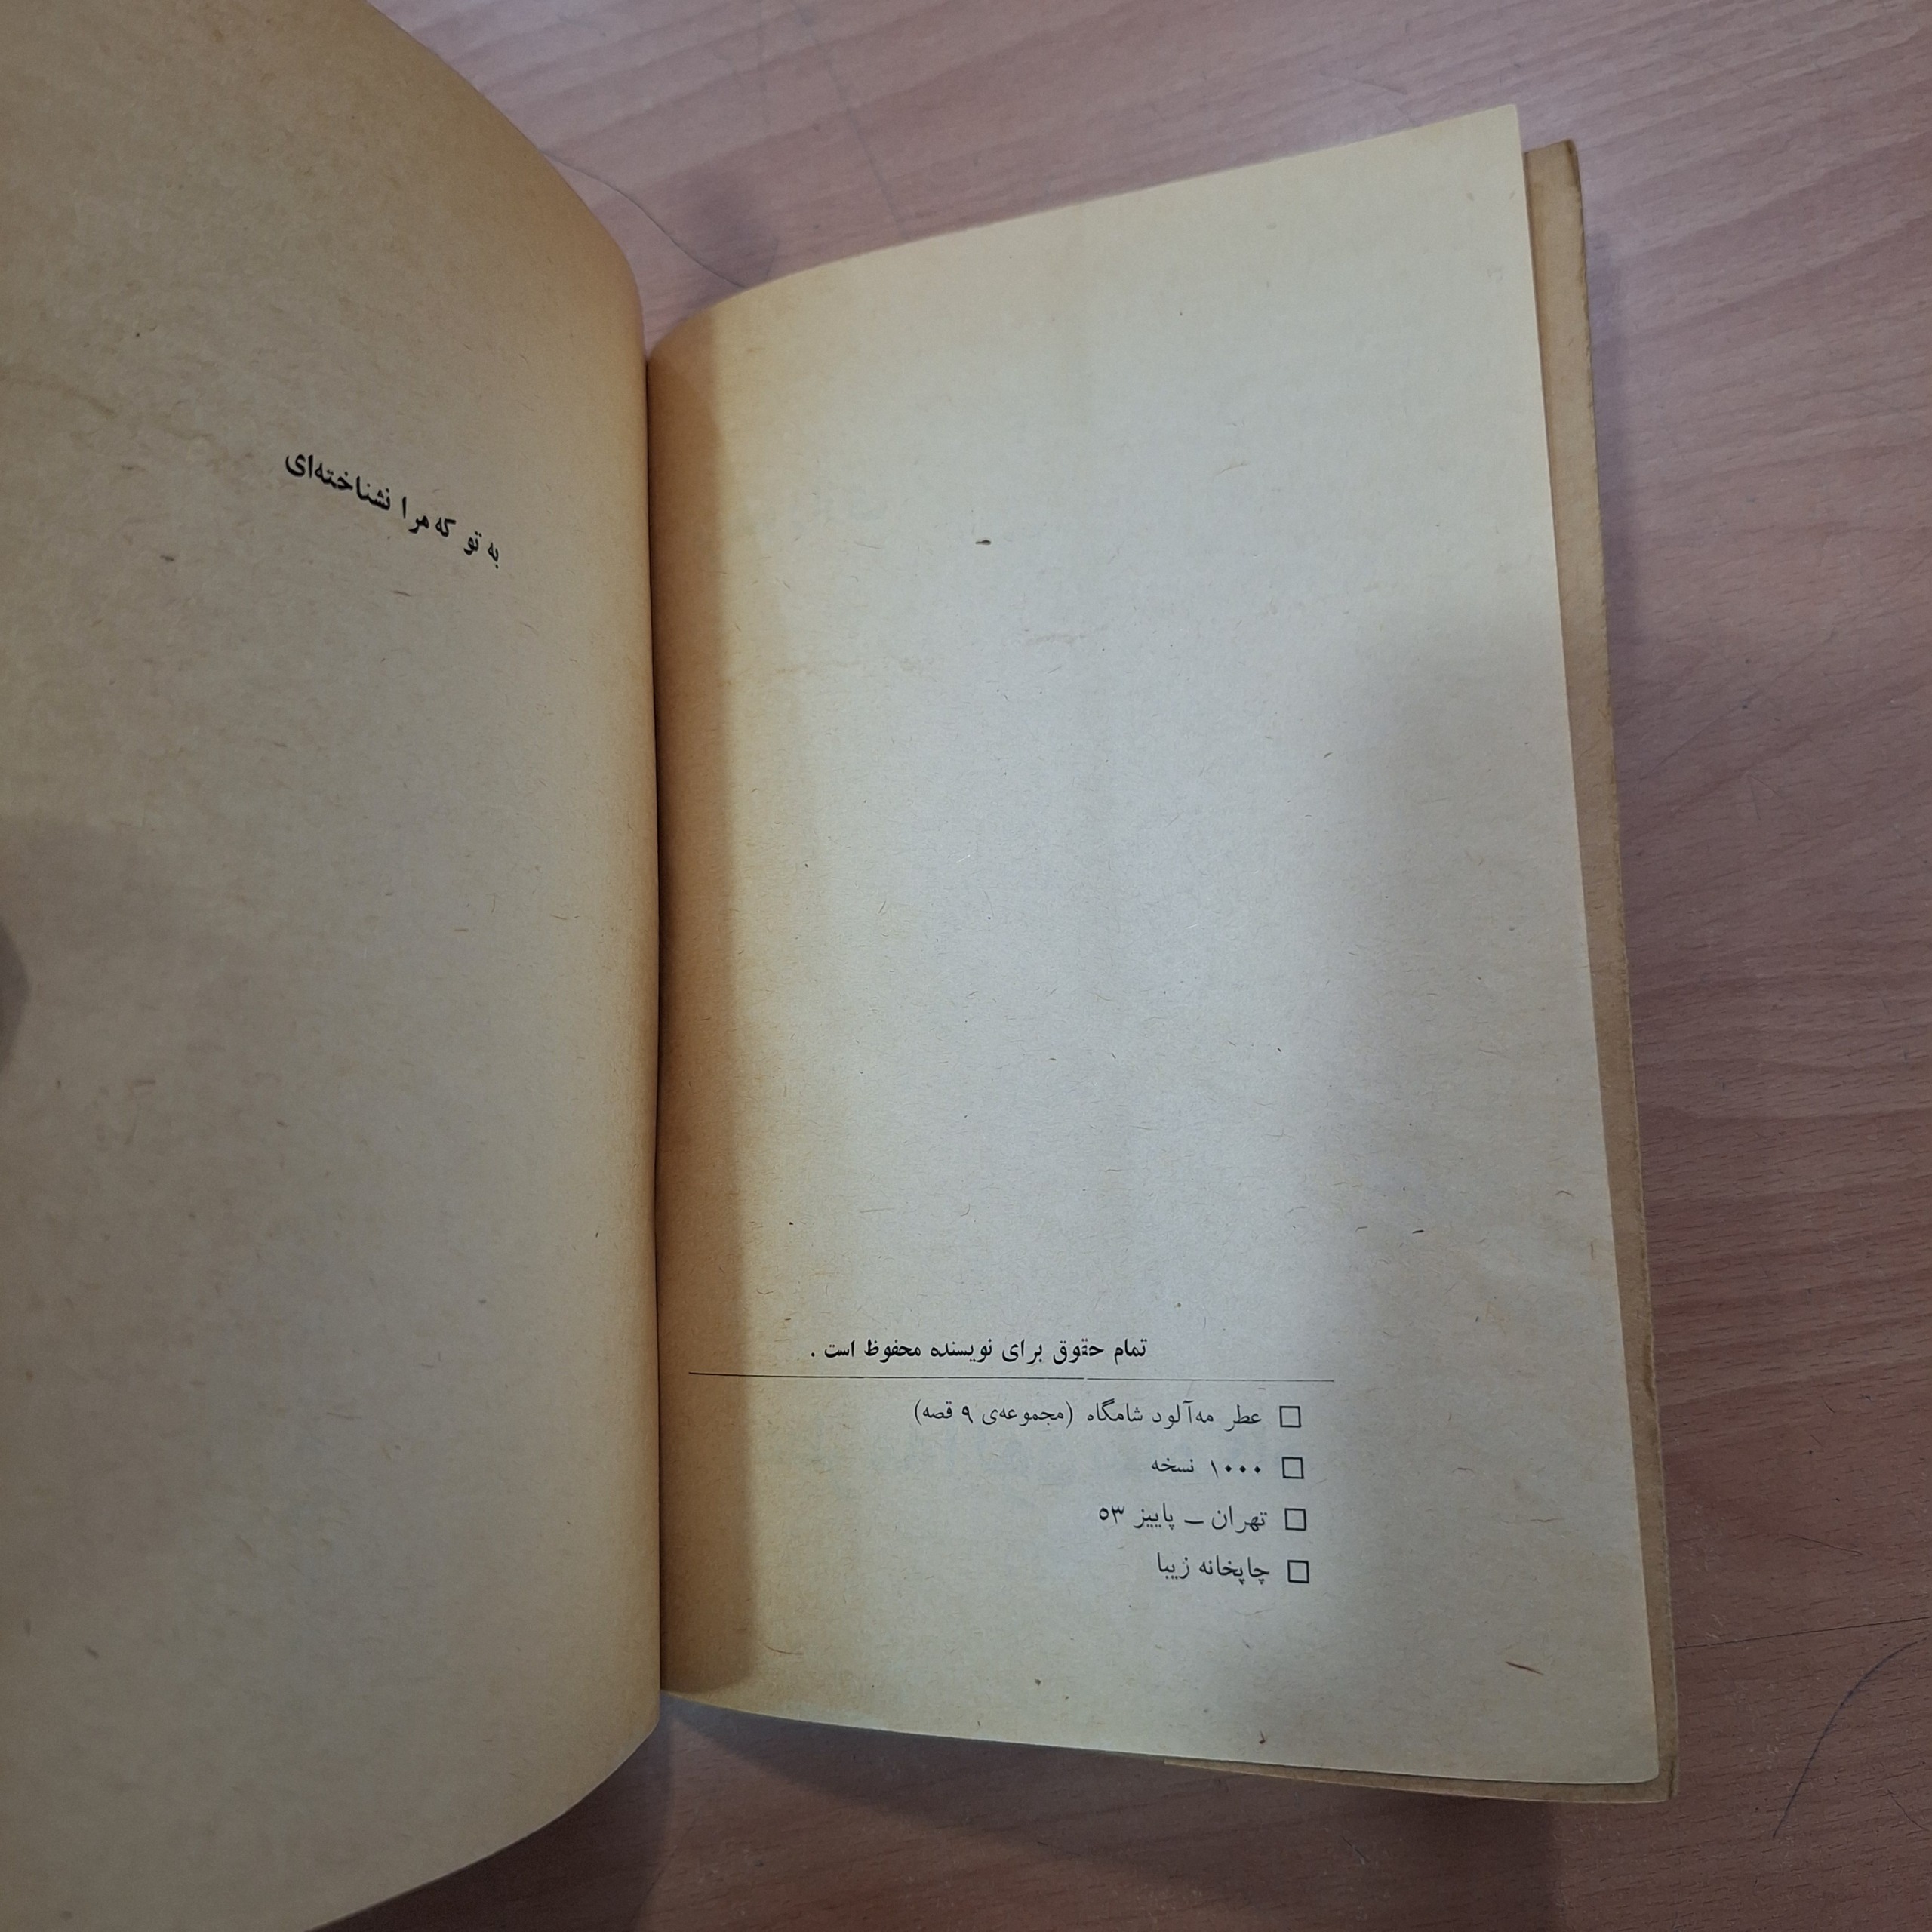 تمام حقوق برای نویسنده محفوظ است .
□ عطر مه‌آلود شامگاه (مجموعه‌ی ۹ قصه)
□ ۱۰۰۰ نسخه
□ تهران – پاییز ۵۳
□ چاپخانه زیبا
به تو که مرا نشناخته‌ای